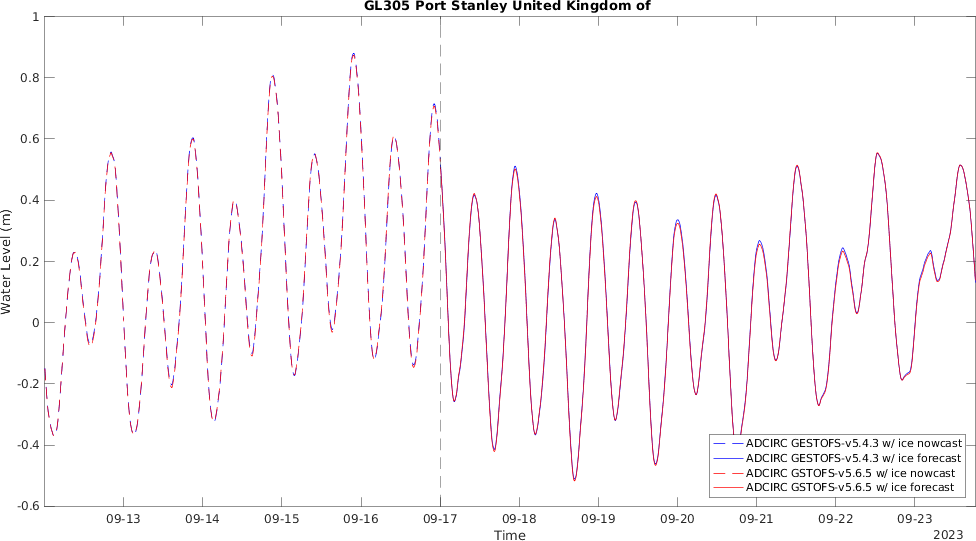 GL305 Port Stanley United Kingdom of
1
0.8
0.6
0.4
0.2
0
-0.2
-0.4
-0.6
Water Level (m)
ADCIRC GESTOFS-v5.4.3 w/ ice nowcast
ADCIRC GESTOFS-v5.4.3 w/ ice forecast
ADCIRC GSTOFS-v5.6.5 w/ ice nowcast
ADCIRC GSTOFS-v5.6.5 w/ ice forecast
09-13 09-14 09-15 09-16 09-17 09-18 09-19 09-20 09-21 09-22 09-23
Time
2023